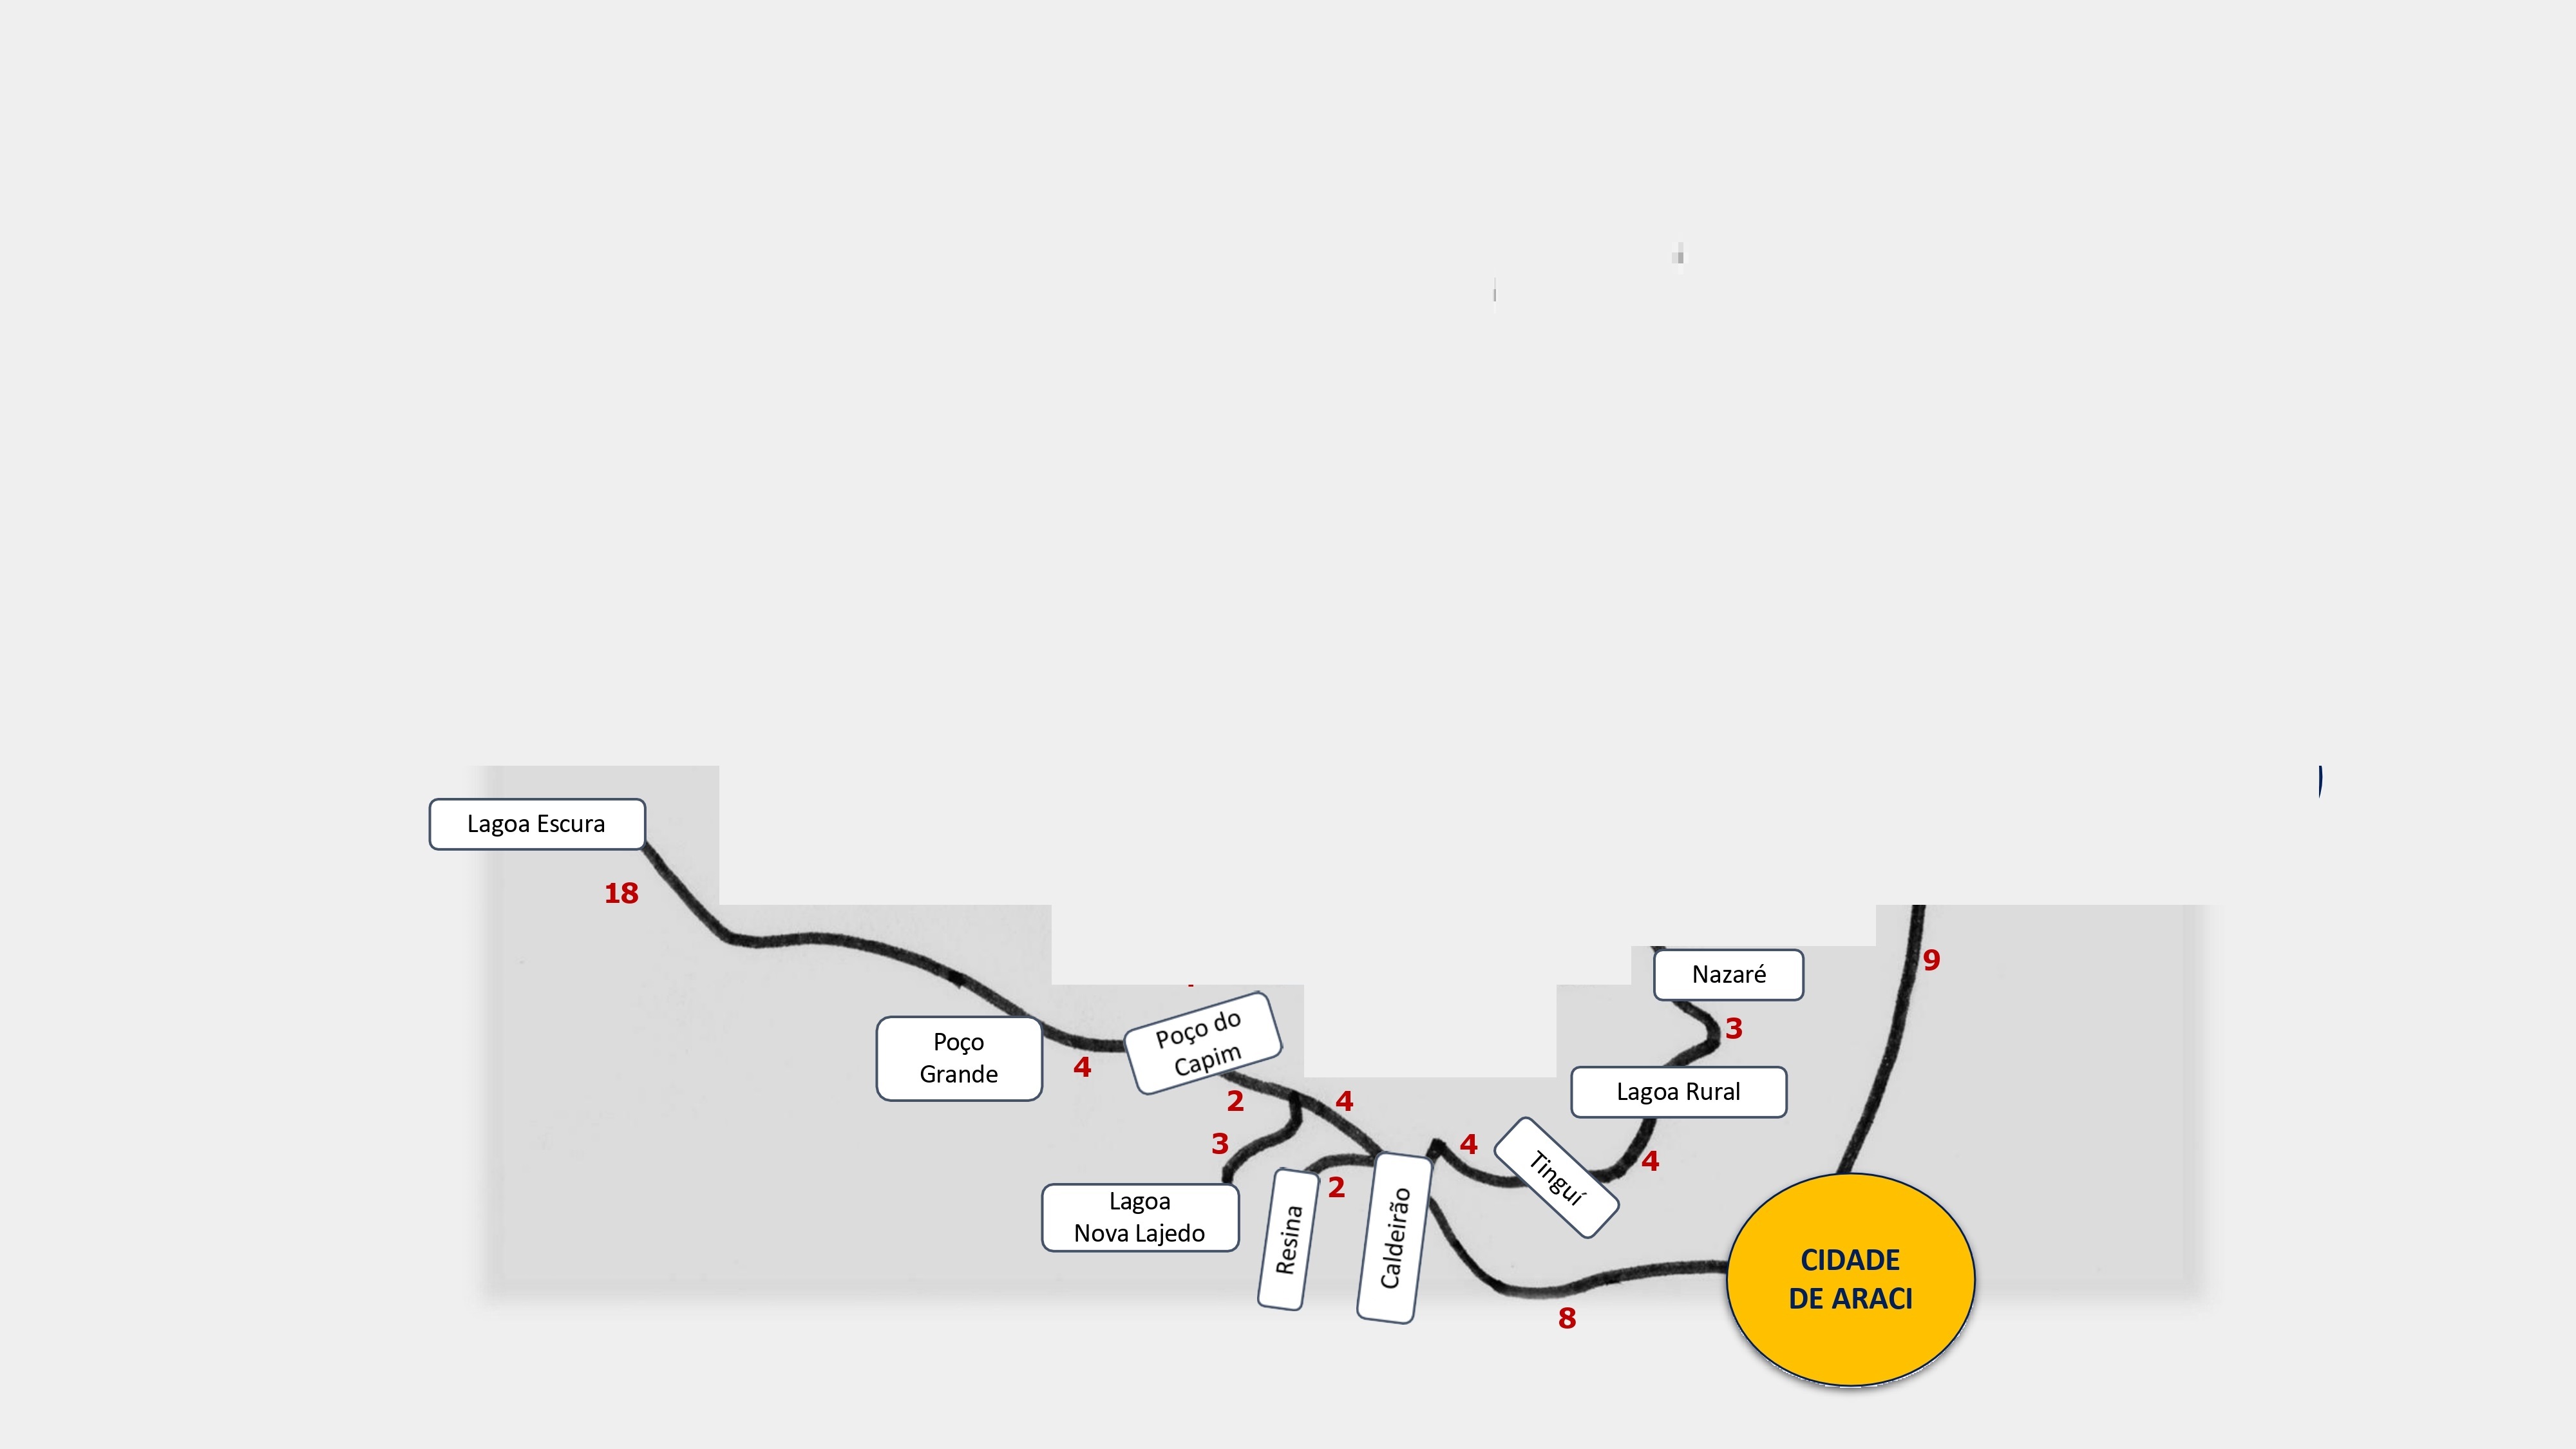 Lagoa Escura
18
9
Nazaré
3
Poço
Grande
4
Poço do
Capim
2
4
Lagoa Rural
3
4
Tinguí
4
2
Lagoa
Nova Lajedo
Resina
Caldeirão
CIDADE
DE ARACI
8